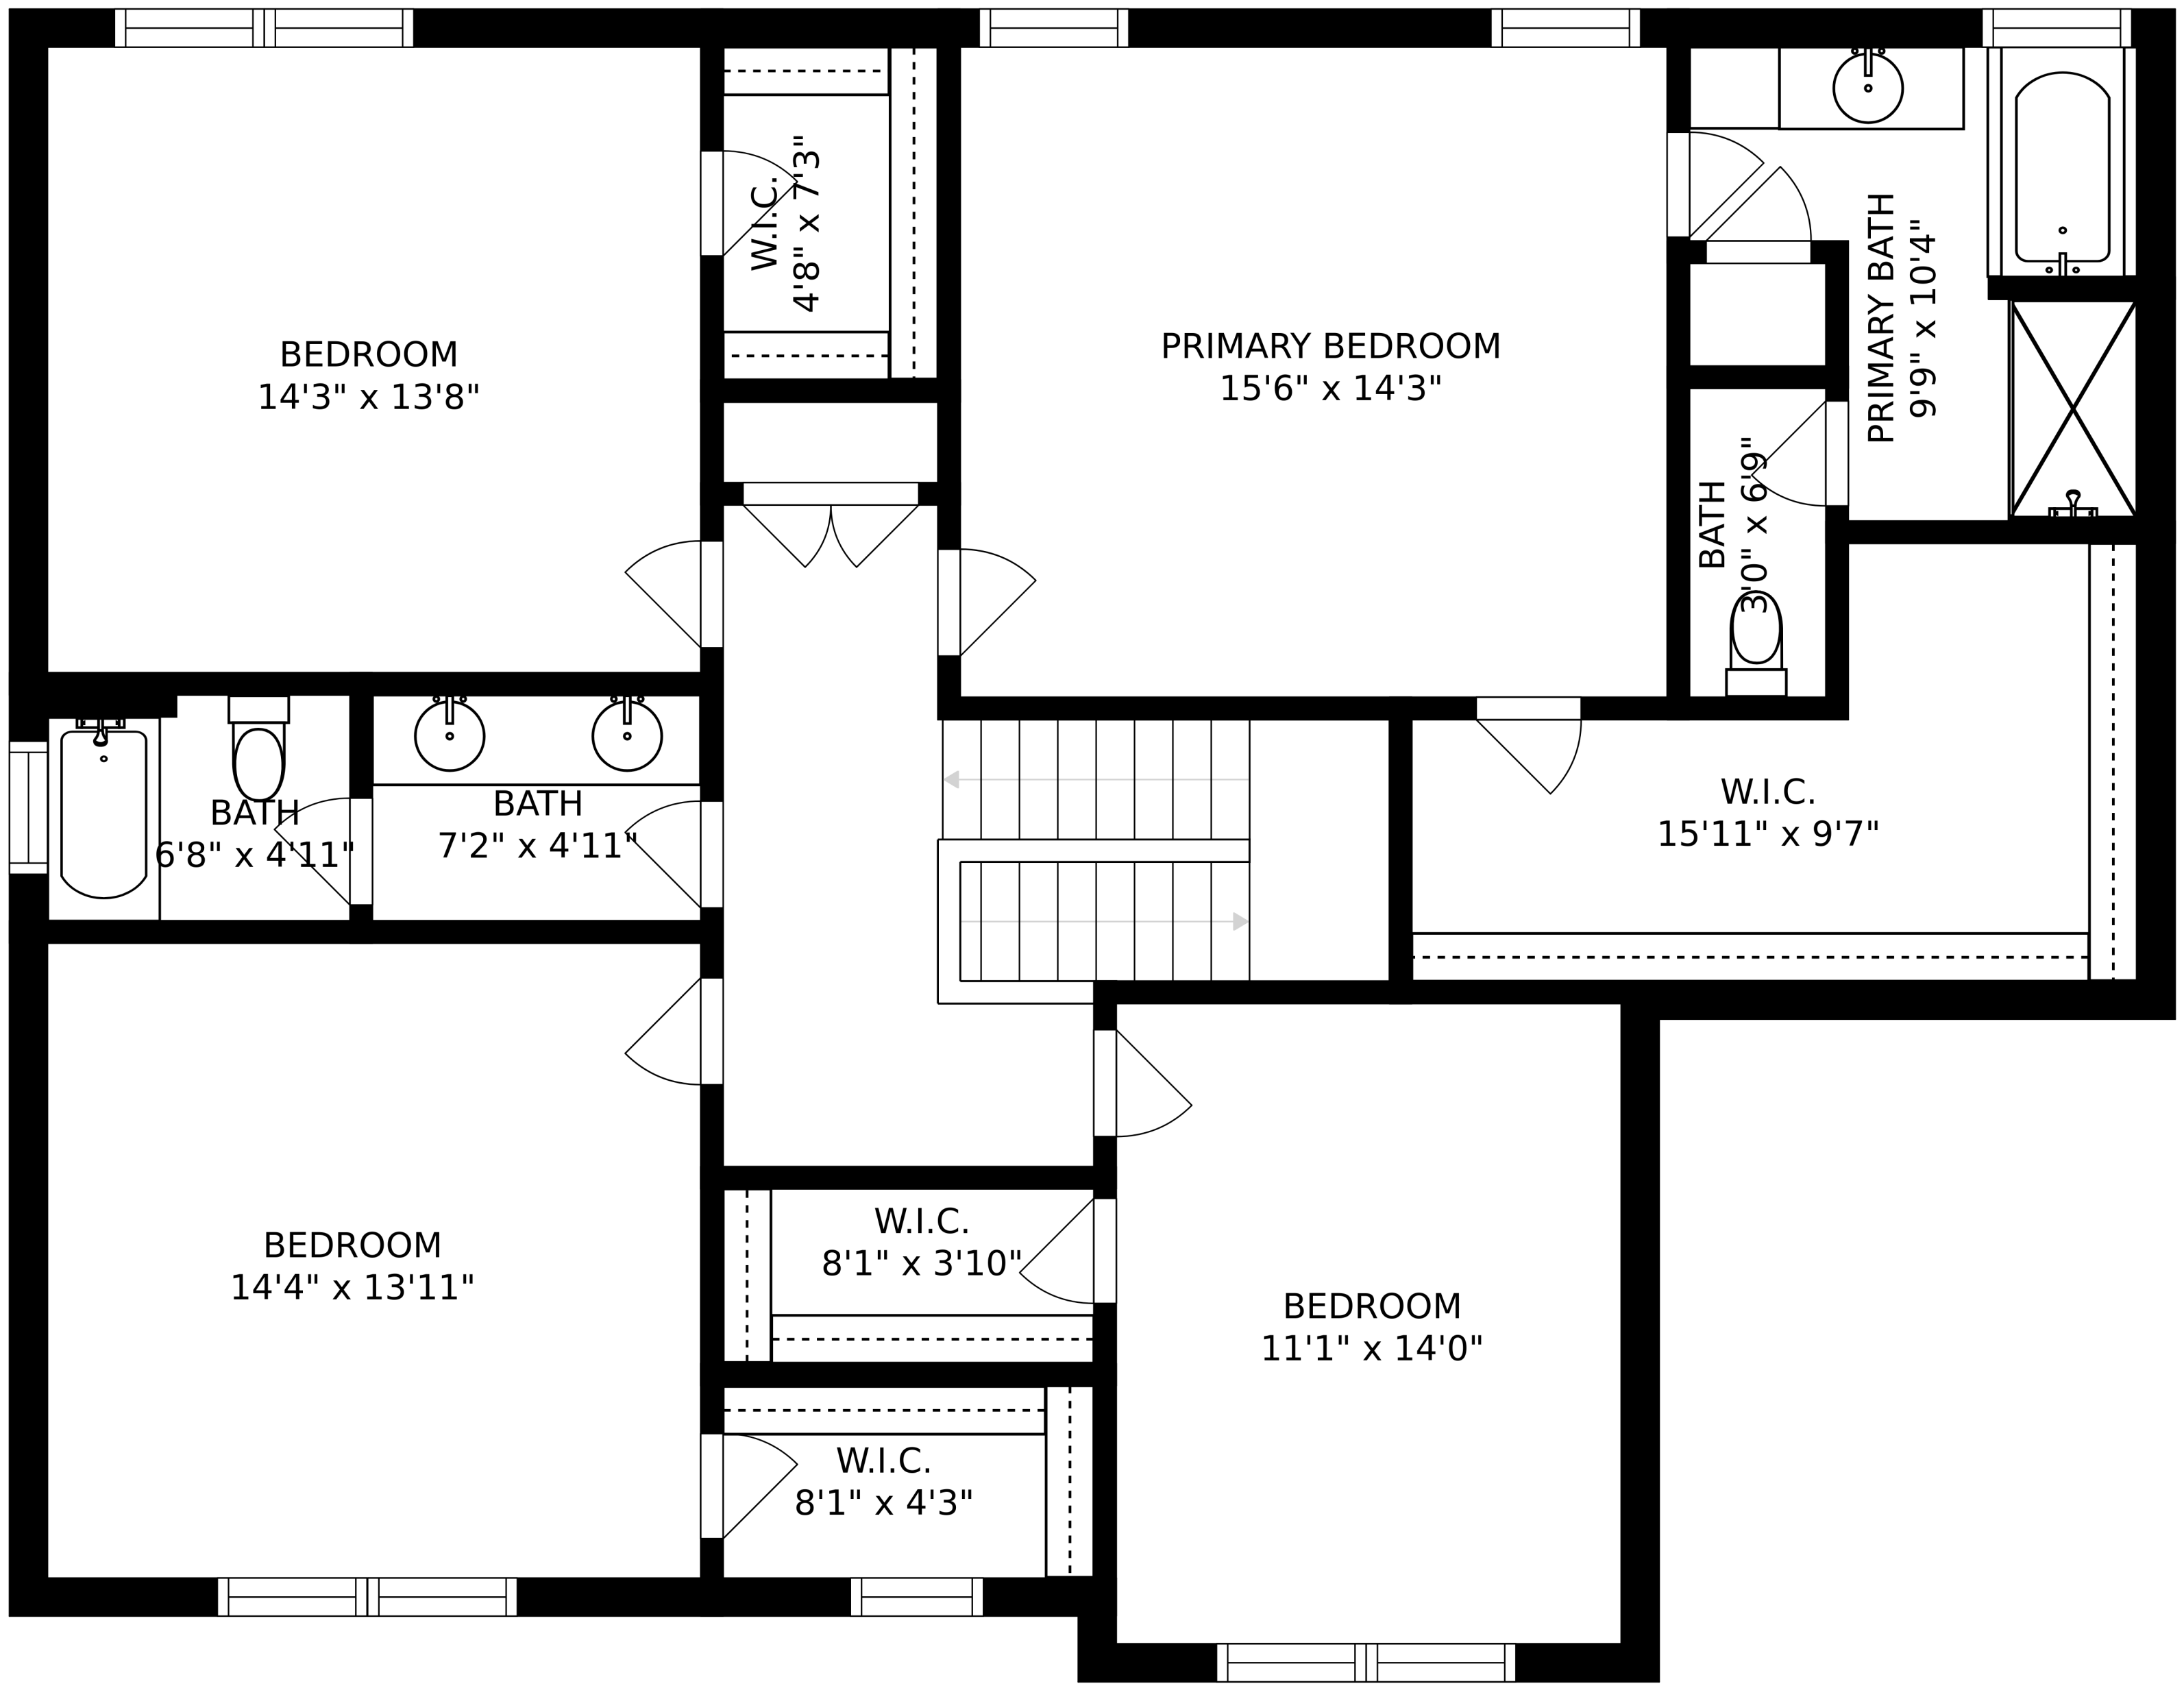 W.I.C.
4'8" x 7'3"
BEDROOM
14'3" x 13'8"
PRIMARY BEDROOM
15'6" x 14'3"
PRIMARY BATH
9'9" x 10'4"
BATH
3'0" x 6'9"
BATH
6'8" x 4'11"
BATH
7'2" x 4'11"
W.I.C.
15'11" x 9'7"
W.I.C.
8'1" x 3'10"
BEDROOM
14'4" x 13'11"
BEDROOM
11'1" x 14'0"
W.I.C.
8'1" x 4'3"